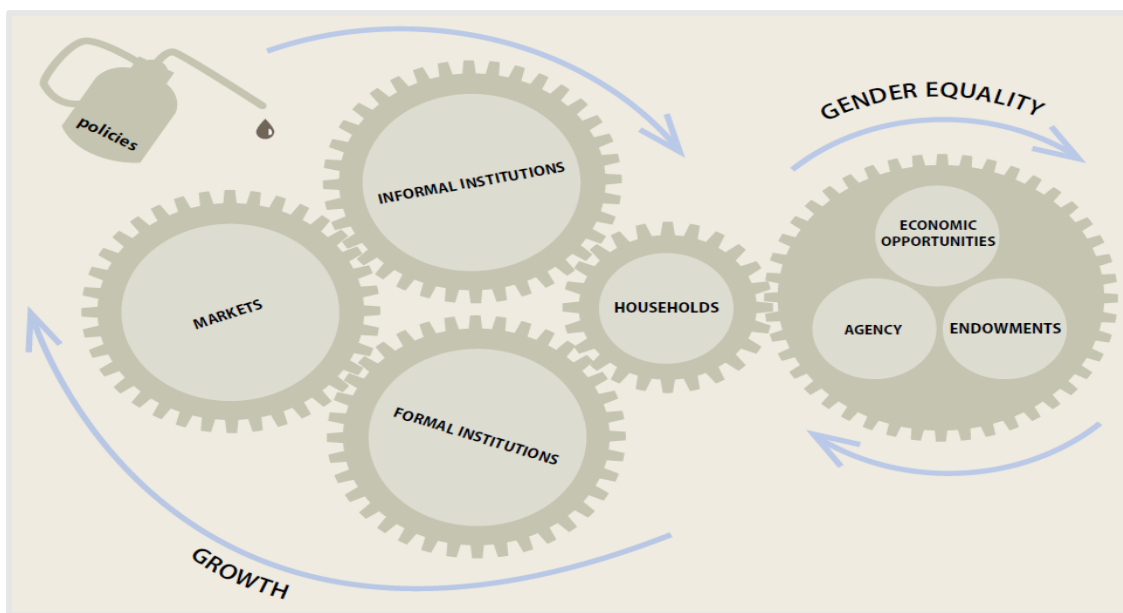 policies
INFORMAL INSTITUTIONS
MARKETS
FORMAL INSTITUTIONS
HOUSEHOLDS
GENDER EQUALITY
ECONOMIC
OPPORTUNITIES
AGENCY
ENDOWMENTS
GROWTH